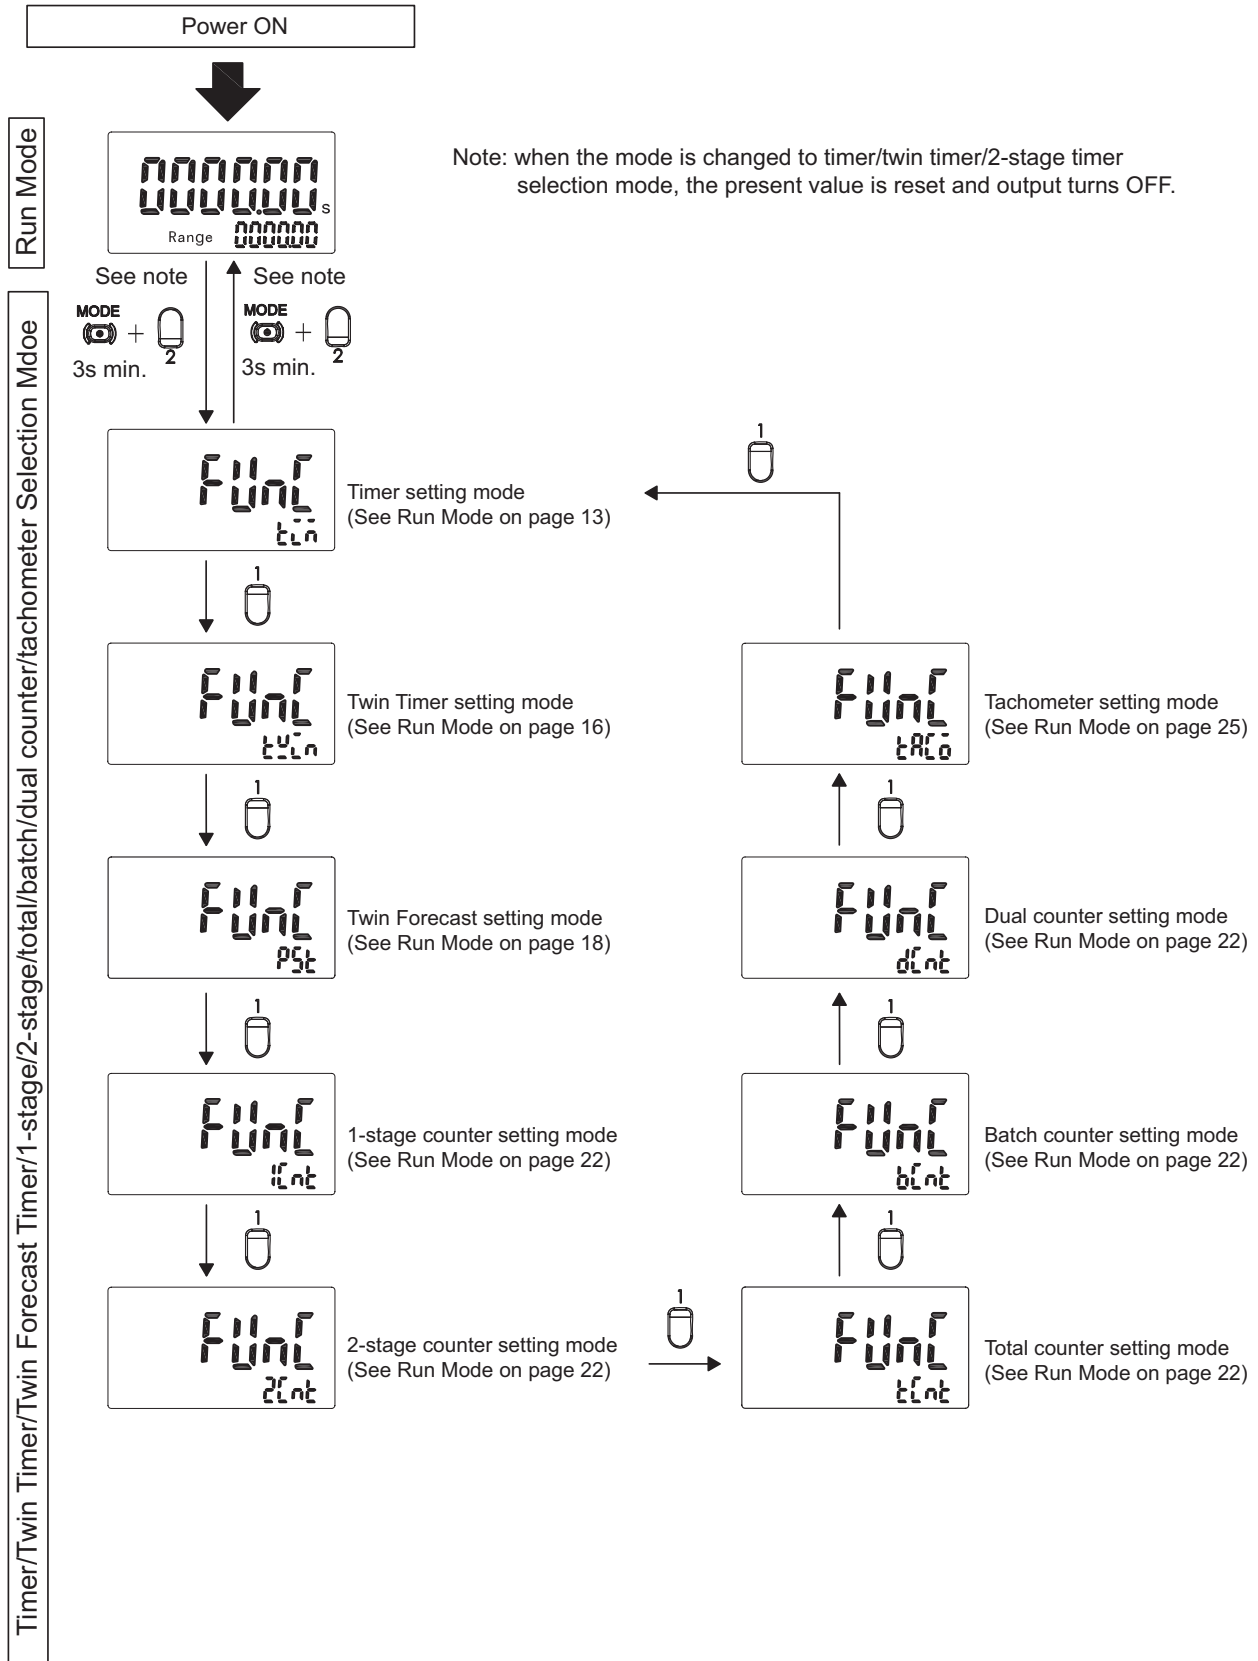 Power ON
Run Mode
0000.00 s
Range 0000.00
Note: when the mode is changed to timer/twin timer/2-stage timer
selection mode, the present value is reset and output turns OFF.
See note
See note
MODE
+
2
3s min.
MODE
+
2
3s min.
Timer/Twin Timer/Twin Forecast Timer/1-stage/2-stage/total/batch/dual counter/tachometer Selection Mdoe
FUnC
tim
Timer setting mode
(See Run Mode on page 13)
1
FUnC
tyin
Twin Timer setting mode
(See Run Mode on page 16)
1
FUnC
PSt
Twin Forecast setting mode
(See Run Mode on page 18)
1
FUnC
1Cnt
1-stage counter setting mode
(See Run Mode on page 22)
1
FUnC
2Cnt
2-stage counter setting mode
(See Run Mode on page 22)
1
FUnC
tCnt
Total counter setting mode
(See Run Mode on page 22)
1
FUnC
bCnt
Batch counter setting mode
(See Run Mode on page 22)
1
FUnC
dCnt
Dual counter setting mode
(See Run Mode on page 22)
1
FUnC
tACo
Tachometer setting mode
(See Run Mode on page 25)
1